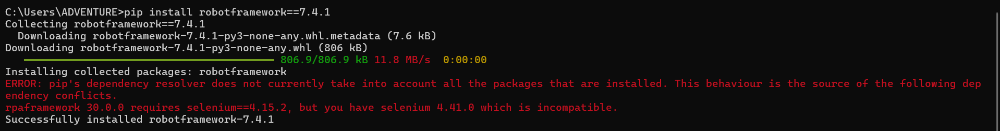 C:\Users\ADVENTURE>pip install robotframework==7.4.1
Collecting robotframework==7.4.1
  Downloading robotframework-7.4.1-py3-none-any.whl.metadata (7.6 kB)
Downloading robotframework-7.4.1-py3-none-any.whl (806 kB)
806.9/806.9 kB 11.8 MB/s  0:00:00
Installing collected packages: robotframework
ERROR: pip's dependency resolver does not currently take into account all the packages that are installed. This behaviour is the source of the following dep
endency conflicts.
rpaframework 30.0.0 requires selenium==4.15.2, but you have selenium 4.41.0 which is incompatible.
Successfully installed robotframework-7.4.1